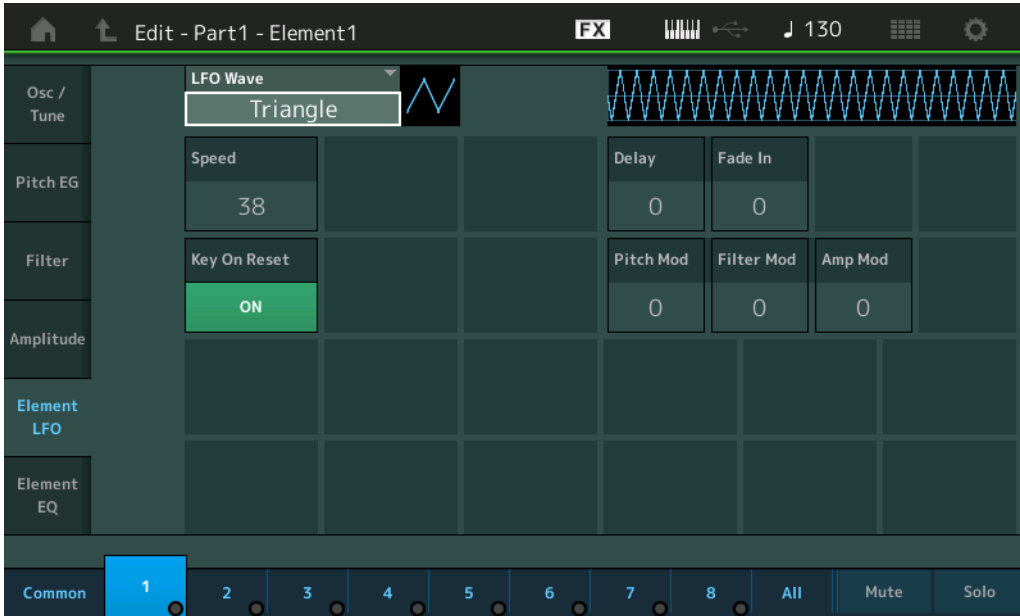 Edit - Part1 - Element1
FX
130
Osc /
Tune
Pitch EG
Filter
Amplitude
Element
LFO
Element
EQ
LFO Wave
Triangle
Speed
38
Delay
0
Fade In
0
Key On Reset
ON
Pitch Mod
0
Filter Mod
0
Amp Mod
0
Common
1
2
3
4
5
6
7
8
All
Mute
Solo